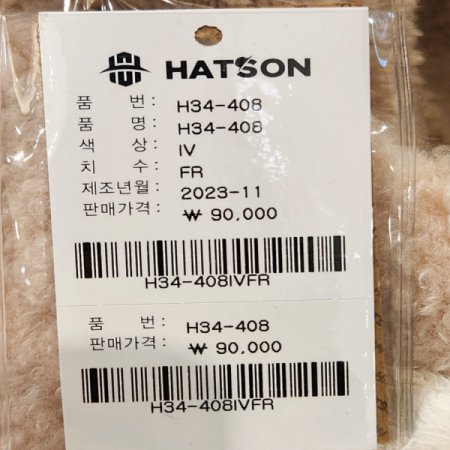 HATSON
품 번 : H34-408
품 명 : H34-408
색 상 : IV
치 수 : FR
제조년월 : 2023-11
판매가격 : ₩ 90,000
H34-408IVFR
품 번 : H34-408
판매가격 : ₩ 90,000
H34-408IVFR